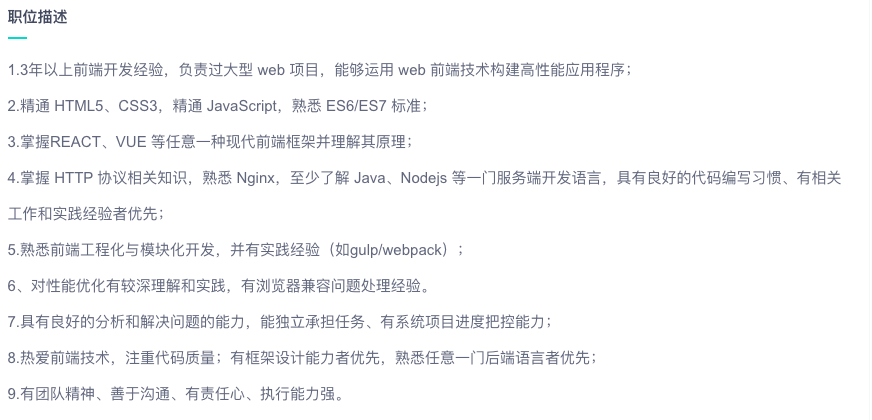 职位描述
1.3年以上前端开发经验，负责过大型 web 项目，能够运用 web 前端技术构建高性能应用程序；
2.精通 HTML5、CSS3，精通 JavaScript，熟悉 ES6/ES7 标准；
3.掌握REACT、VUE 等任意一种现代前端框架并理解其原理；
4.掌握 HTTP 协议相关知识，熟悉 Nginx，至少了解 Java、Nodejs 等一门服务端开发语言，具有良好的代码编写习惯、有相关
工作和实践经验者优先；
5.熟悉前端工程化与模块化开发，并有实践经验（如gulp/webpack）；
6、对性能优化有较深理解和实践，有浏览器兼容问题处理经验。
7.具有良好的分析和解决问题的能力，能独立承担任务、有系统项目进度把控能力；
8.热爱前端技术，注重代码质量；有框架设计能力者优先，熟悉任意一门后端语言者优先；
9.有团队精神、善于沟通、有责任心、执行能力强。